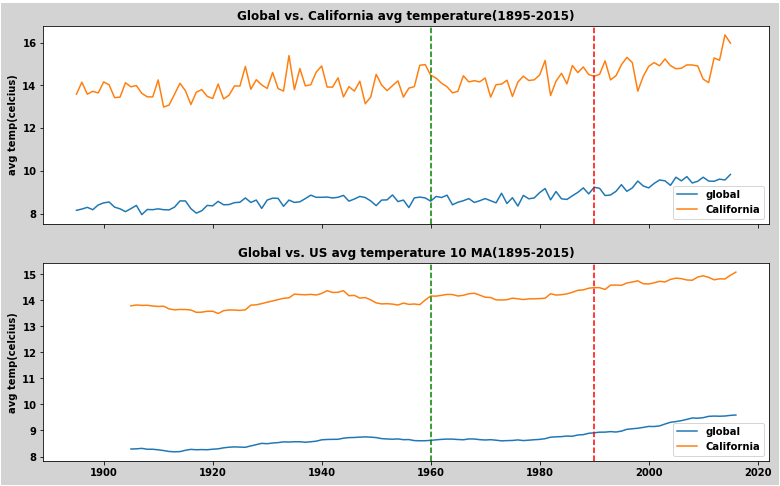 Global vs. California avg temperature(1895-2015)
avg temp(celcius)
16
14
12
10
8
global
California
Global vs. US avg temperature 10 MA(1895-2015)
avg temp(celcius)
15
14
13
12
11
10
9
8
global
California
1900 1920 1940 1960 1980 2000 2020